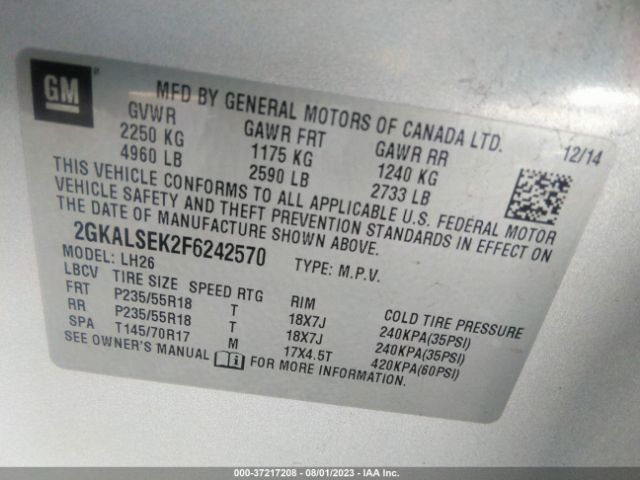 GM
MFD BY GENERAL MOTORS OF CANADA LTD.
GVWR GAWR FRT GAWR RR 12/14
2250 KG 1175 KG 1240 KG
4960 LB 2590 LB 2733 LB
THIS VEHICLE CONFORMS TO ALL APPLICABLE U.S. FEDERAL MOTOR
VEHICLE SAFETY AND THEFT PREVENTION STANDARDS IN EFFECT ON
THE DATE OF MANUFACTURE SHOWN ABOVE.
2GKALSEK2F6242570 TYPE: M.P.V.
MODEL: LH26
LBCV TIRE SIZE SPEED RTG RIM COLD TIRE PRESSURE
FRT P235/55R18 T 18X7J 240KPA(35PSI)
RR P235/55R18 T 18X7J 240KPA(35PSI)
SPA T145/70R17 M 17X4.5T 420KPA(60PSI)
SEE OWNER'S MANUAL FOR MORE INFORMATION.
000-37217208 - 08/01/2023 - IAA Inc.